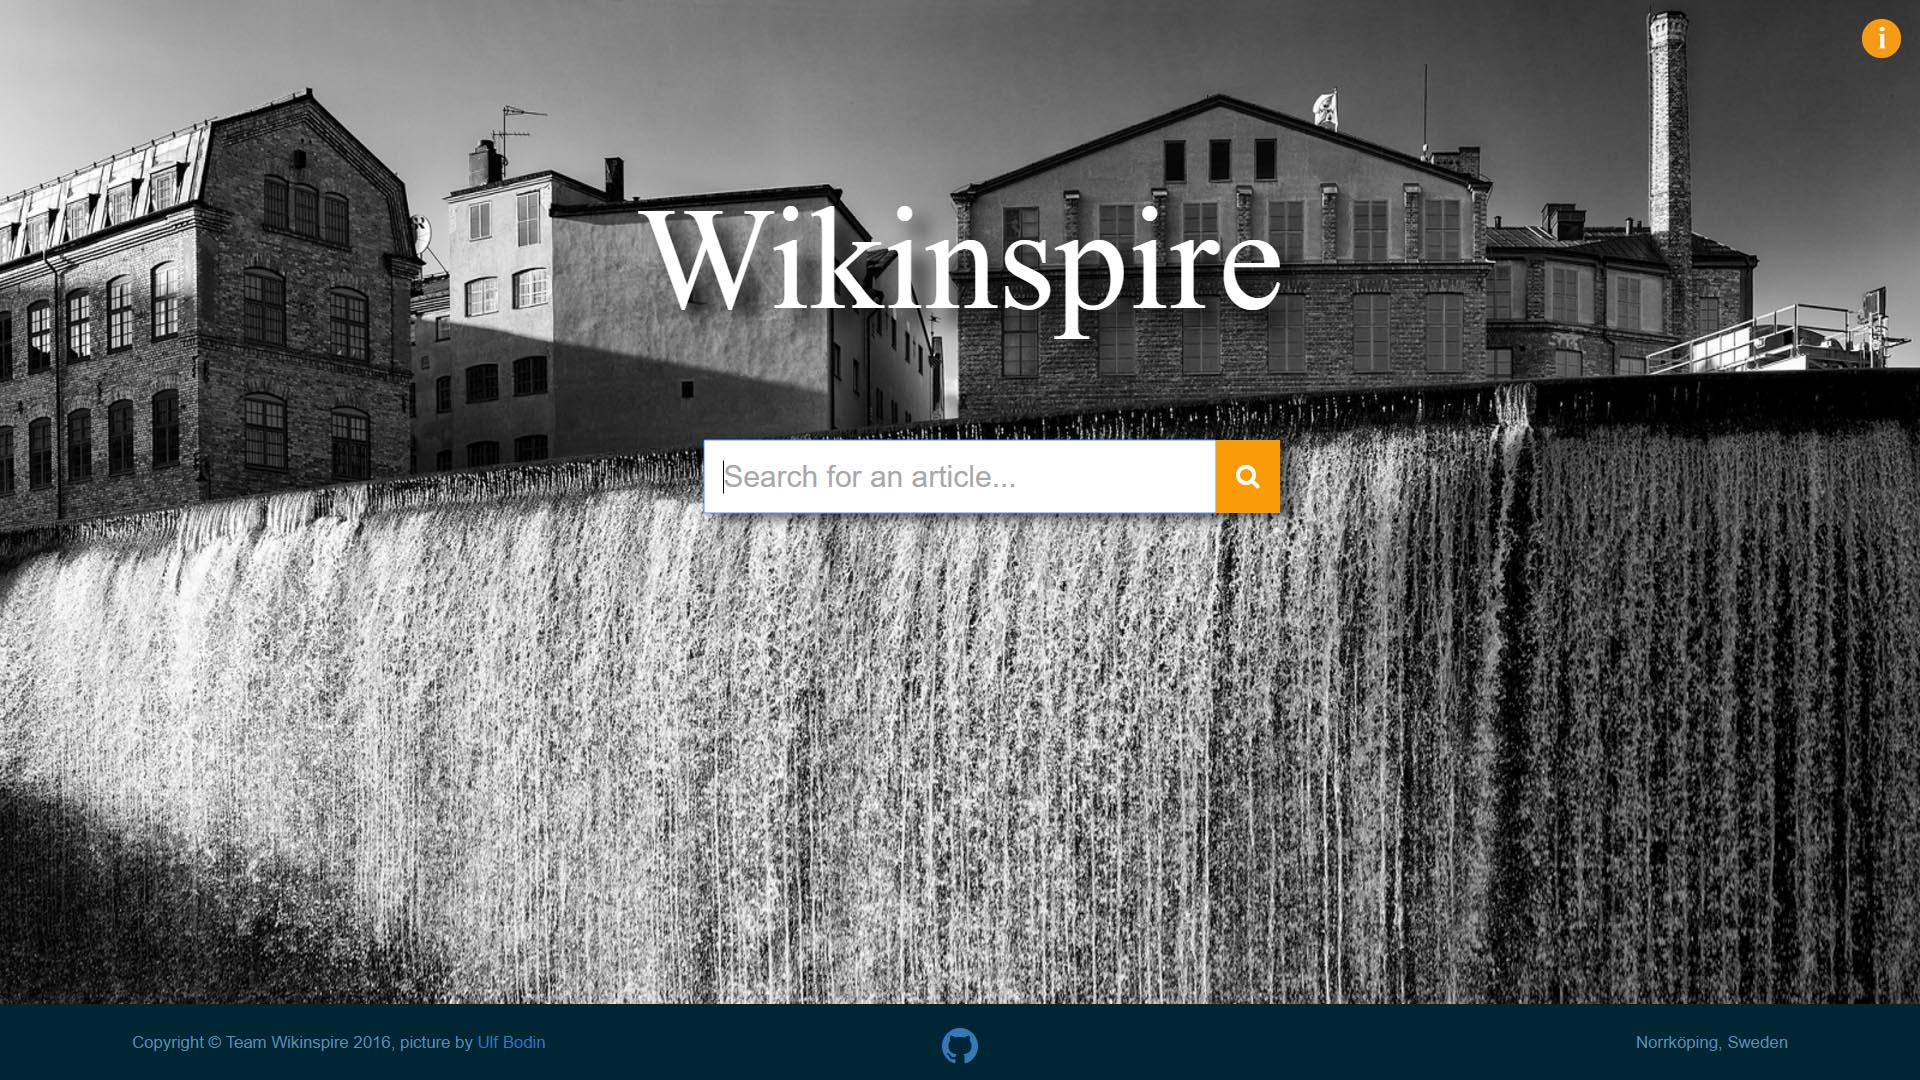 i
Wikinspire
Search for an article...
Copyright © Team Wikinspire 2016, picture by Ulf Bodin
Norrköping, Sweden